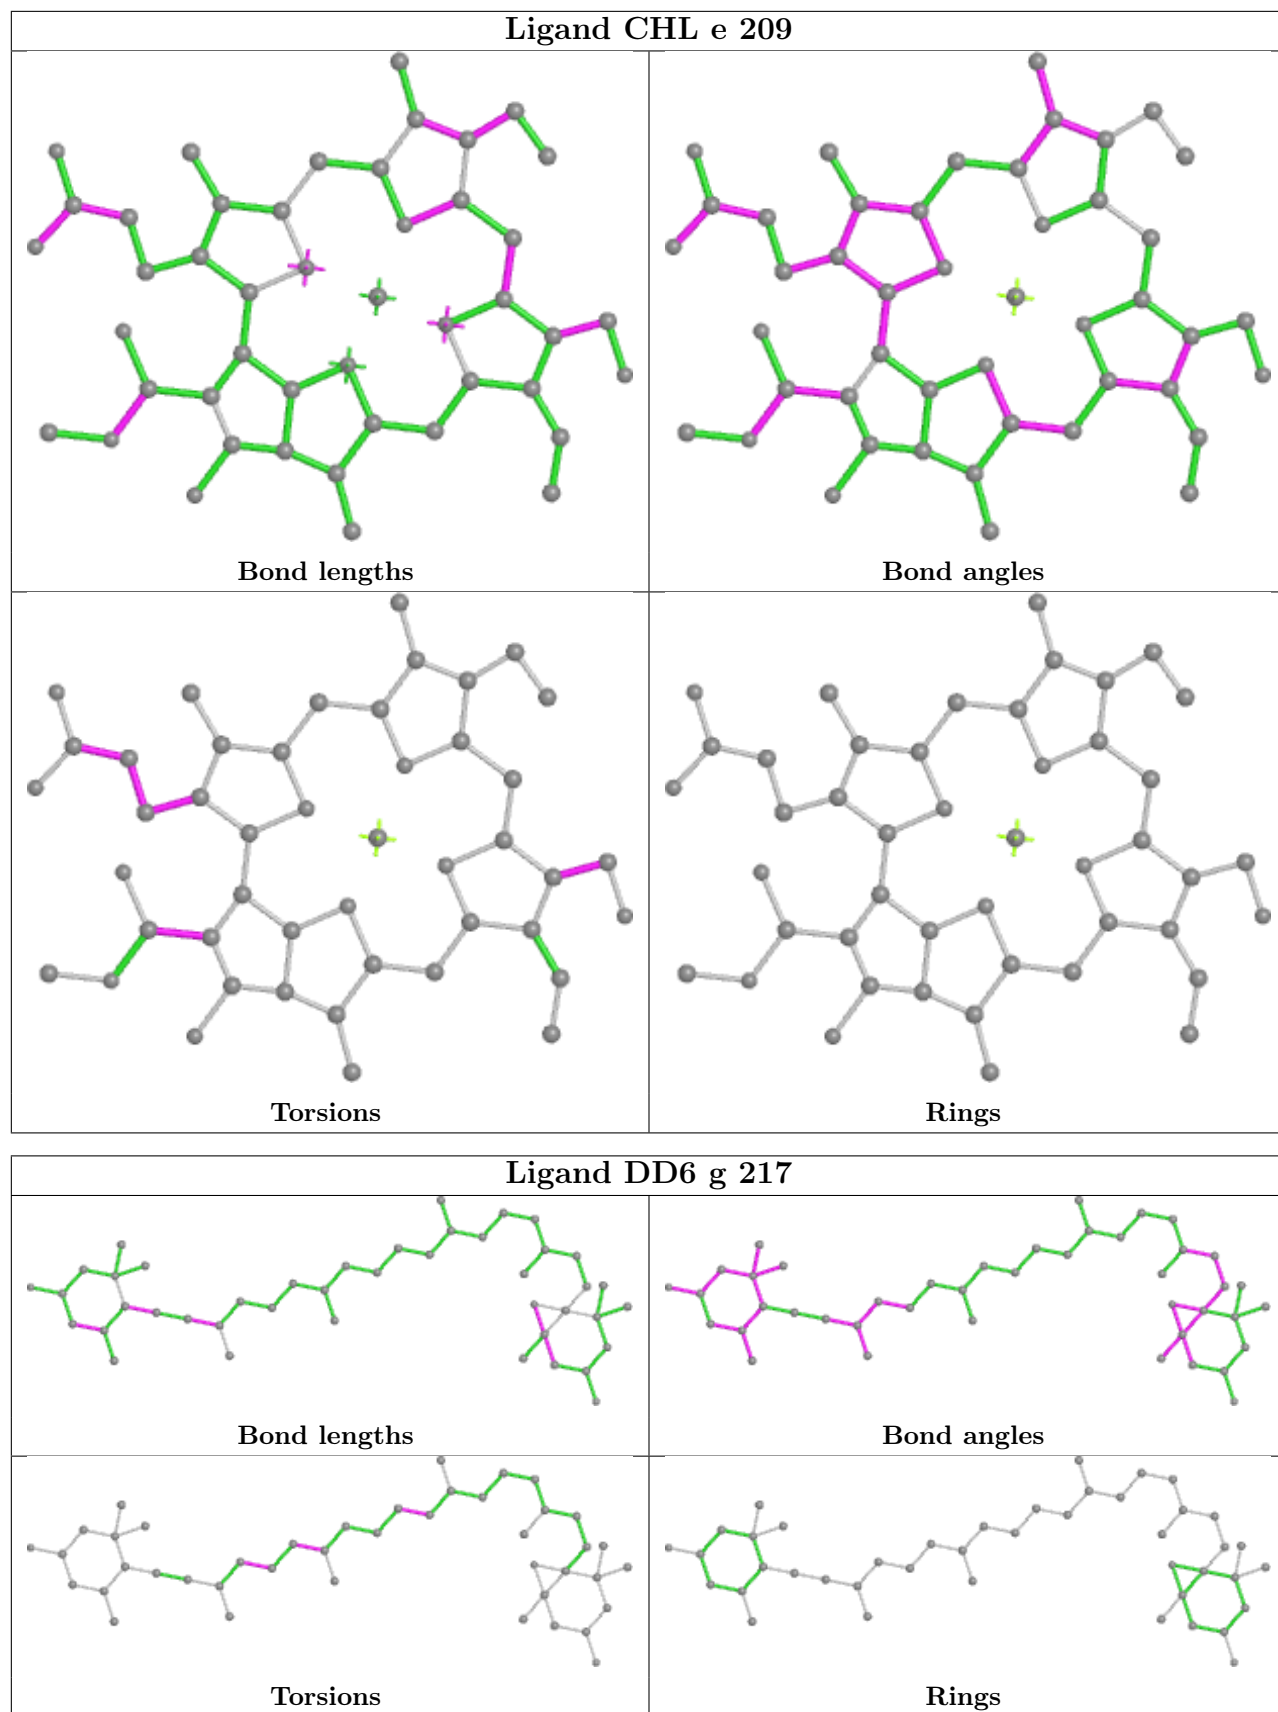 Ligand CHL e 209
Bond lengths
Bond angles
Torsions
Rings
Ligand DD6 g 217
Bond lengths
Bond angles
Torsions
Rings